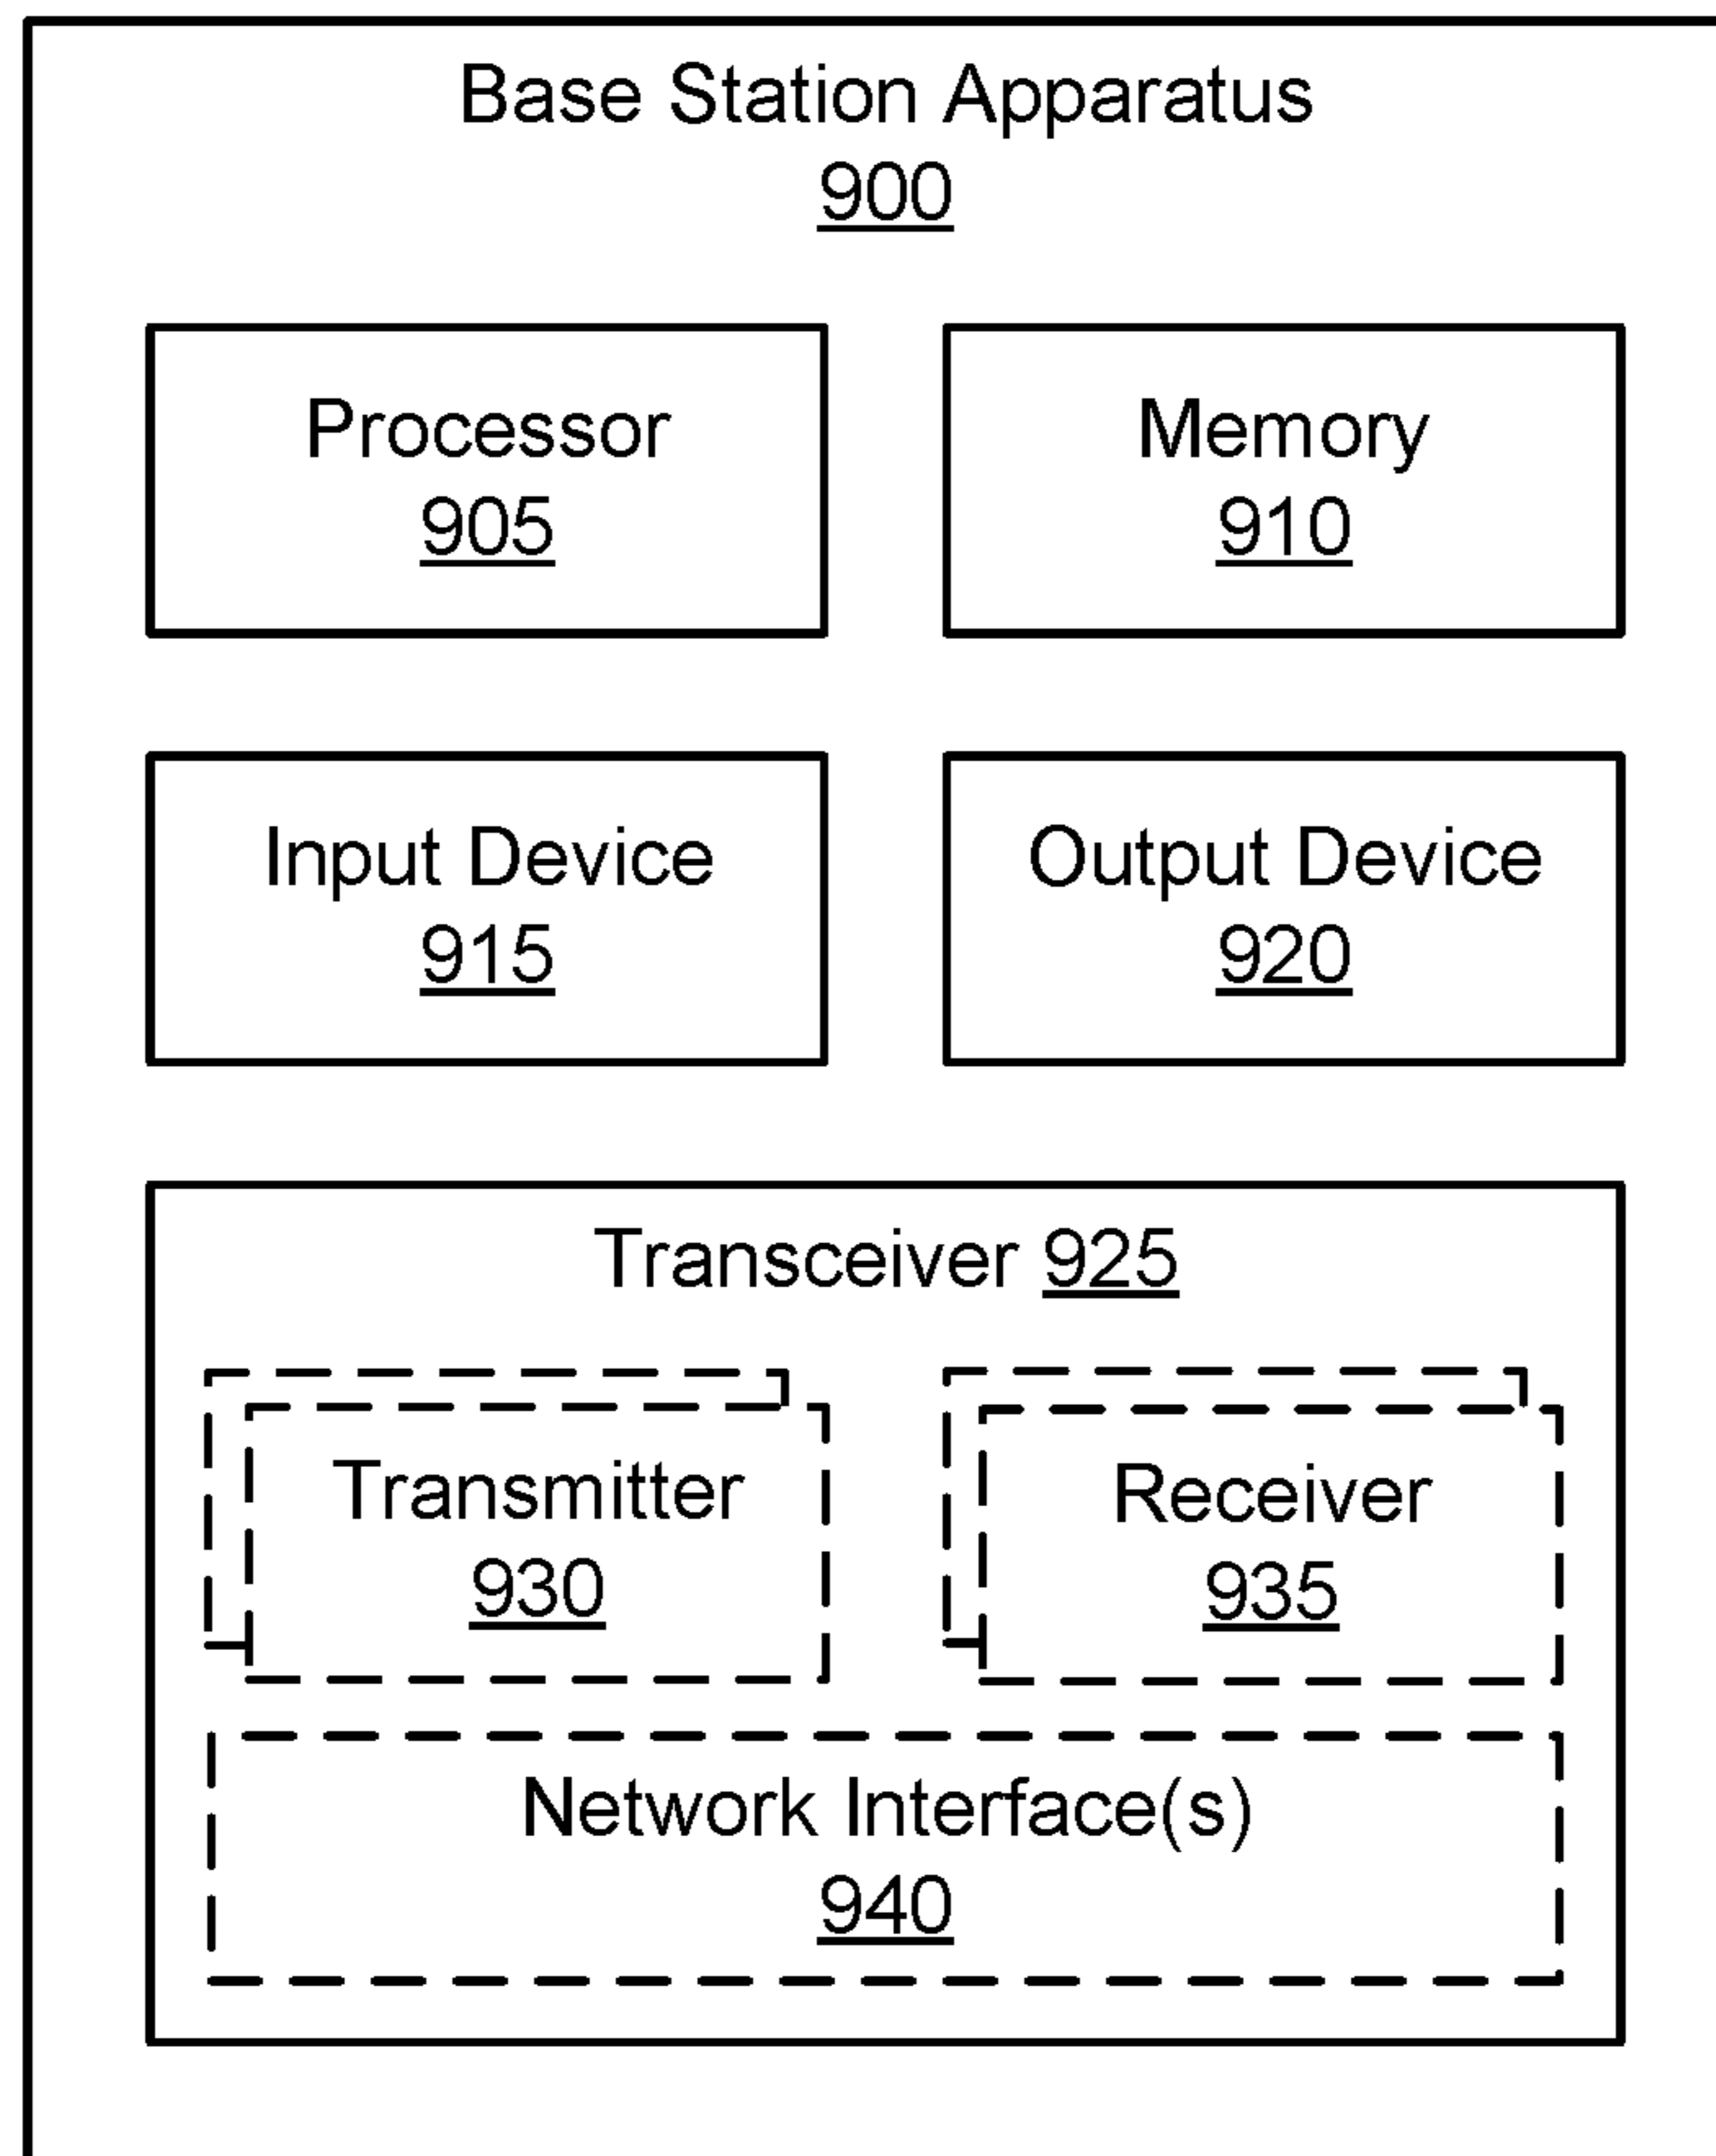 Base Station Apparatus
900
Processor
905
Memory
910
Input Device
915
Output Device
920
Transceiver 925
Transmitter
930
Receiver
935
Network Interface(s)
940